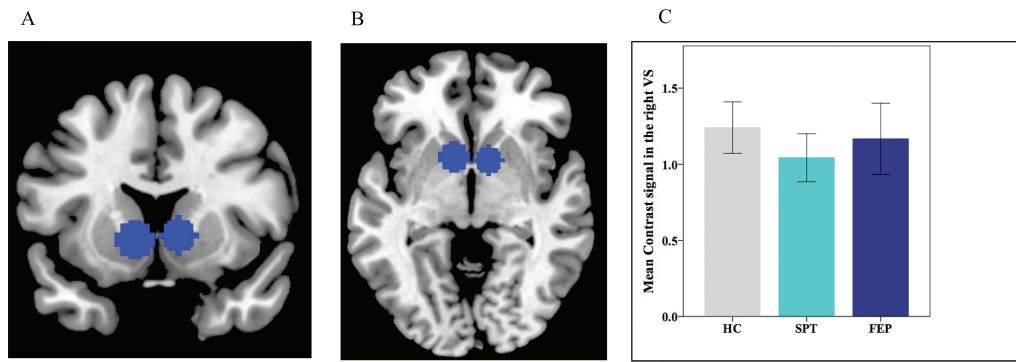 A
B
C
Mean Contrast signal in the right VS
1.5
1.0
0.5
0.0
HC SPT FEP